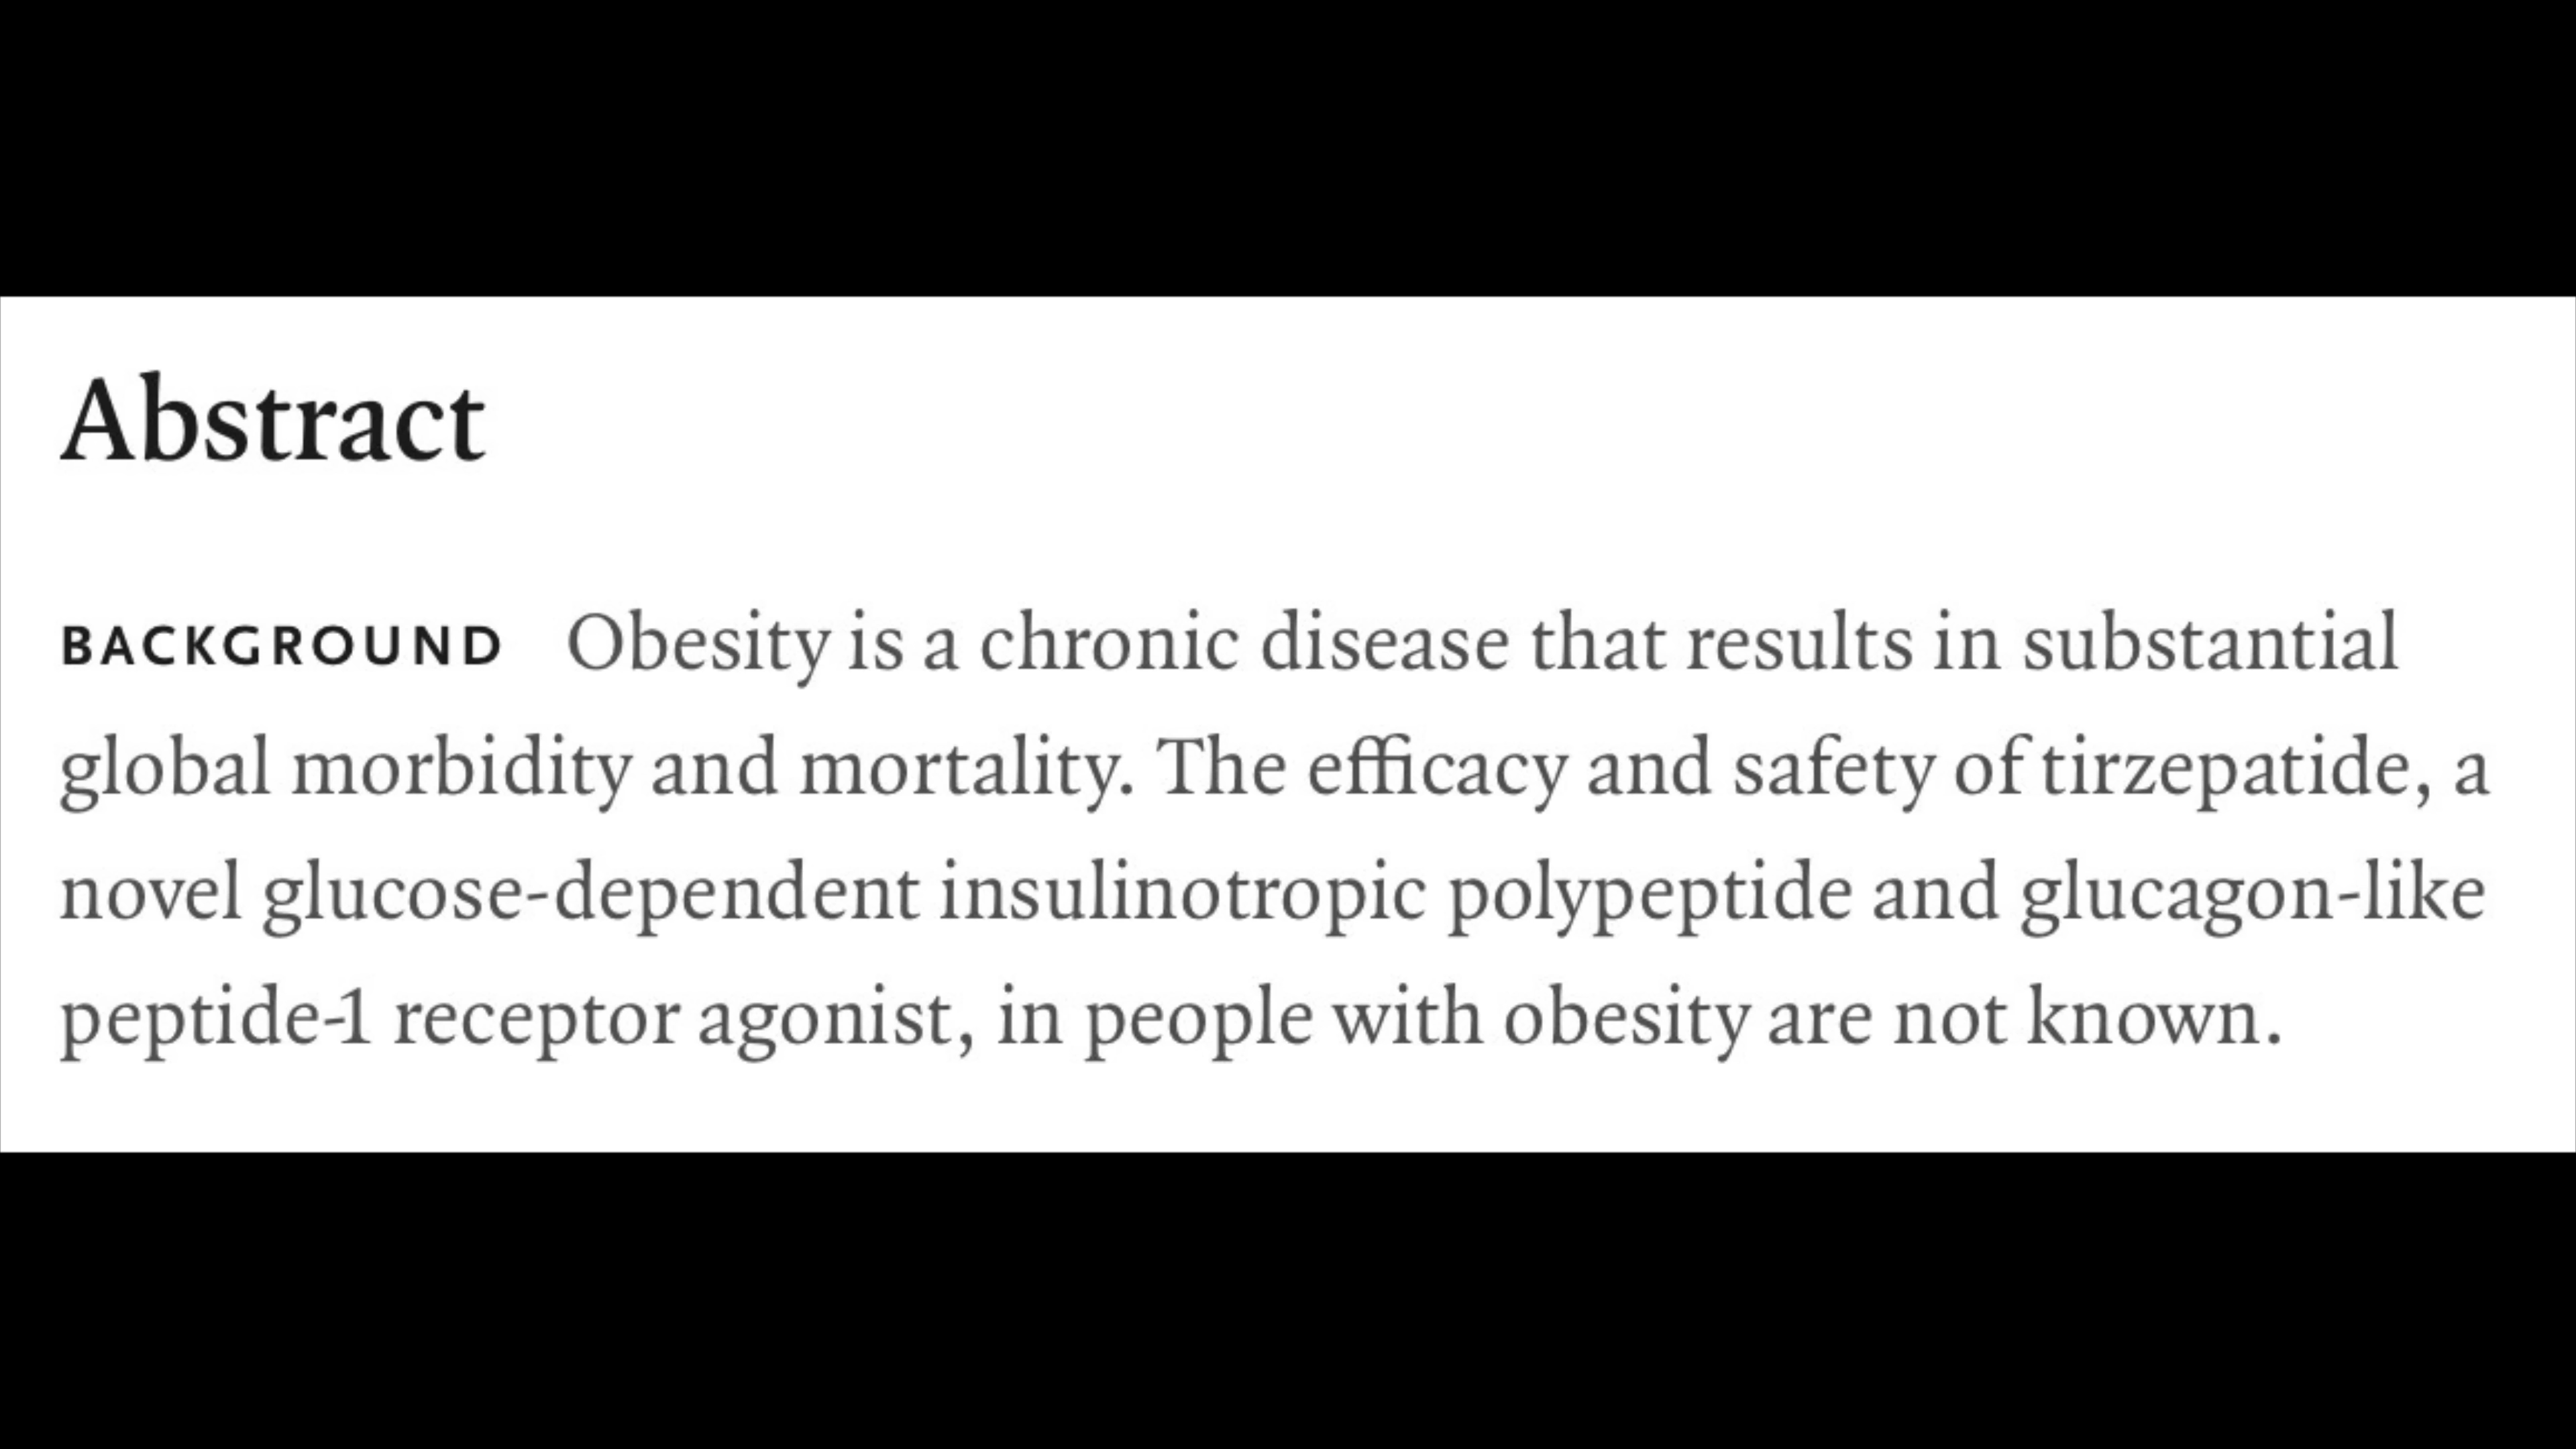 Abstract
BACKGROUND Obesity is a chronic disease that results in substantial
global morbidity and mortality. The efficacy and safety of tirzepatide, a
novel glucose-dependent insulinotropic polypeptide and glucagon-like
peptide-1 receptor agonist, in people with obesity are not known.